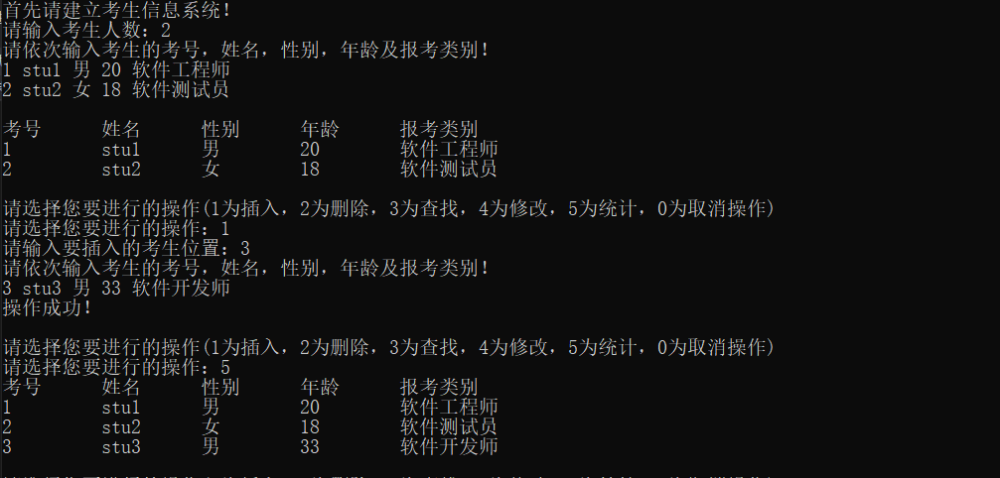 首先请建立考生信息系统！
请输入考生人数：2
请依次输入考生的考号，姓名，性别，年龄及报考类别！
1 stu1 男 20 软件工程师
2 stu2 女 18 软件测试员
考号 姓名 性别 年龄 报考类别
1 stu1 男 20 软件工程师
2 stu2 女 18 软件测试员
请选择您要进行的操作(1为插入，2为删除，3为查找，4为修改，5为统计，0为取消操作)
请选择您要进行的操作：1
请输入要插入的考生位置：3
请依次输入考生的考号，姓名，性别，年龄及报考类别！
3 stu3 男 33 软件开发师
操作成功！
请选择您要进行的操作(1为插入，2为删除，3为查找，4为修改，5为统计，0为取消操作)
请选择您要进行的操作：5
考号 姓名 性别 年龄 报考类别
1 stu1 男 20 软件工程师
2 stu2 女 18 软件测试员
3 stu3 男 33 软件开发师